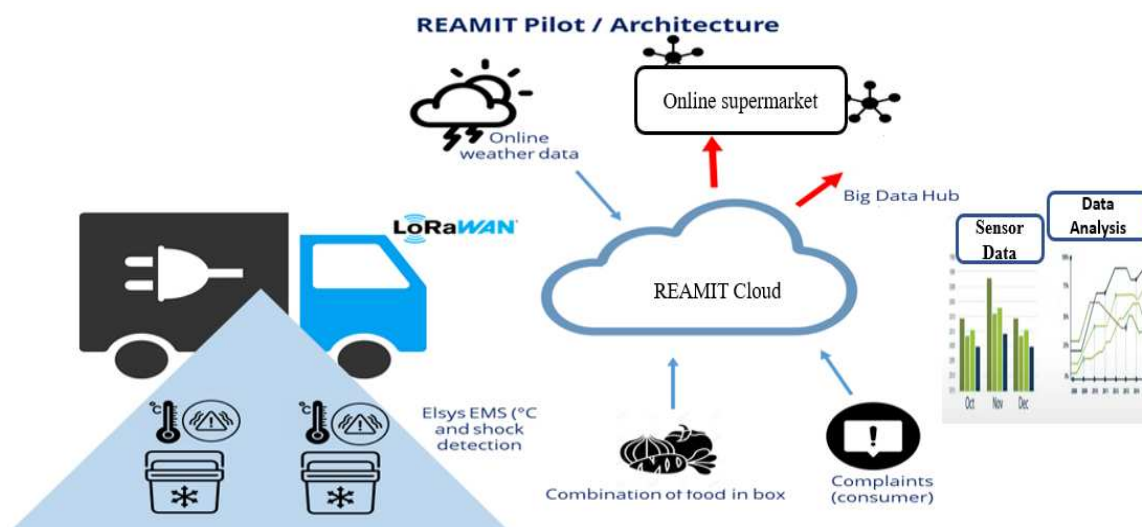 REAMIT Pilot / Architecture
Online supermarket
Online
weather data
Big Data Hub
LoRaWAN
REAMIT Cloud
Sensor
Data
Data
Analysis
Oct
Nov
Dec
°C
°C
Elsys EMS (°C
and shock
detection
Combination of food in box
Complaints
(consumer)